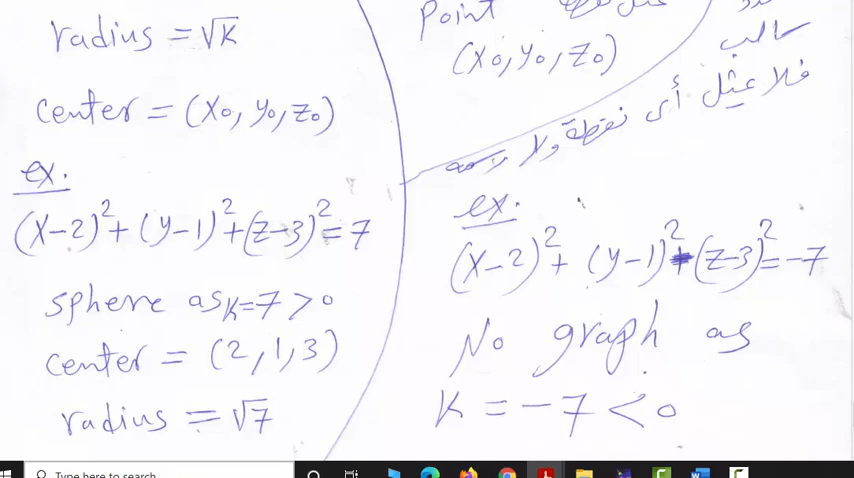 radius = √k
center = (x₀, y₀, z₀)
ex.
(x-2)² + (y-1)² + (z-3)² = 7
sphere as k=7 > 0
center = (2, 1, 3)
radius = √7
Point
(x₀, y₀, z₀)
سالب
فلا يمثل أى نقطة ولا
ex.
(x-2)² + (y-1)² + (z-3)² = -7
No graph as
k = -7 < 0
Type here to search